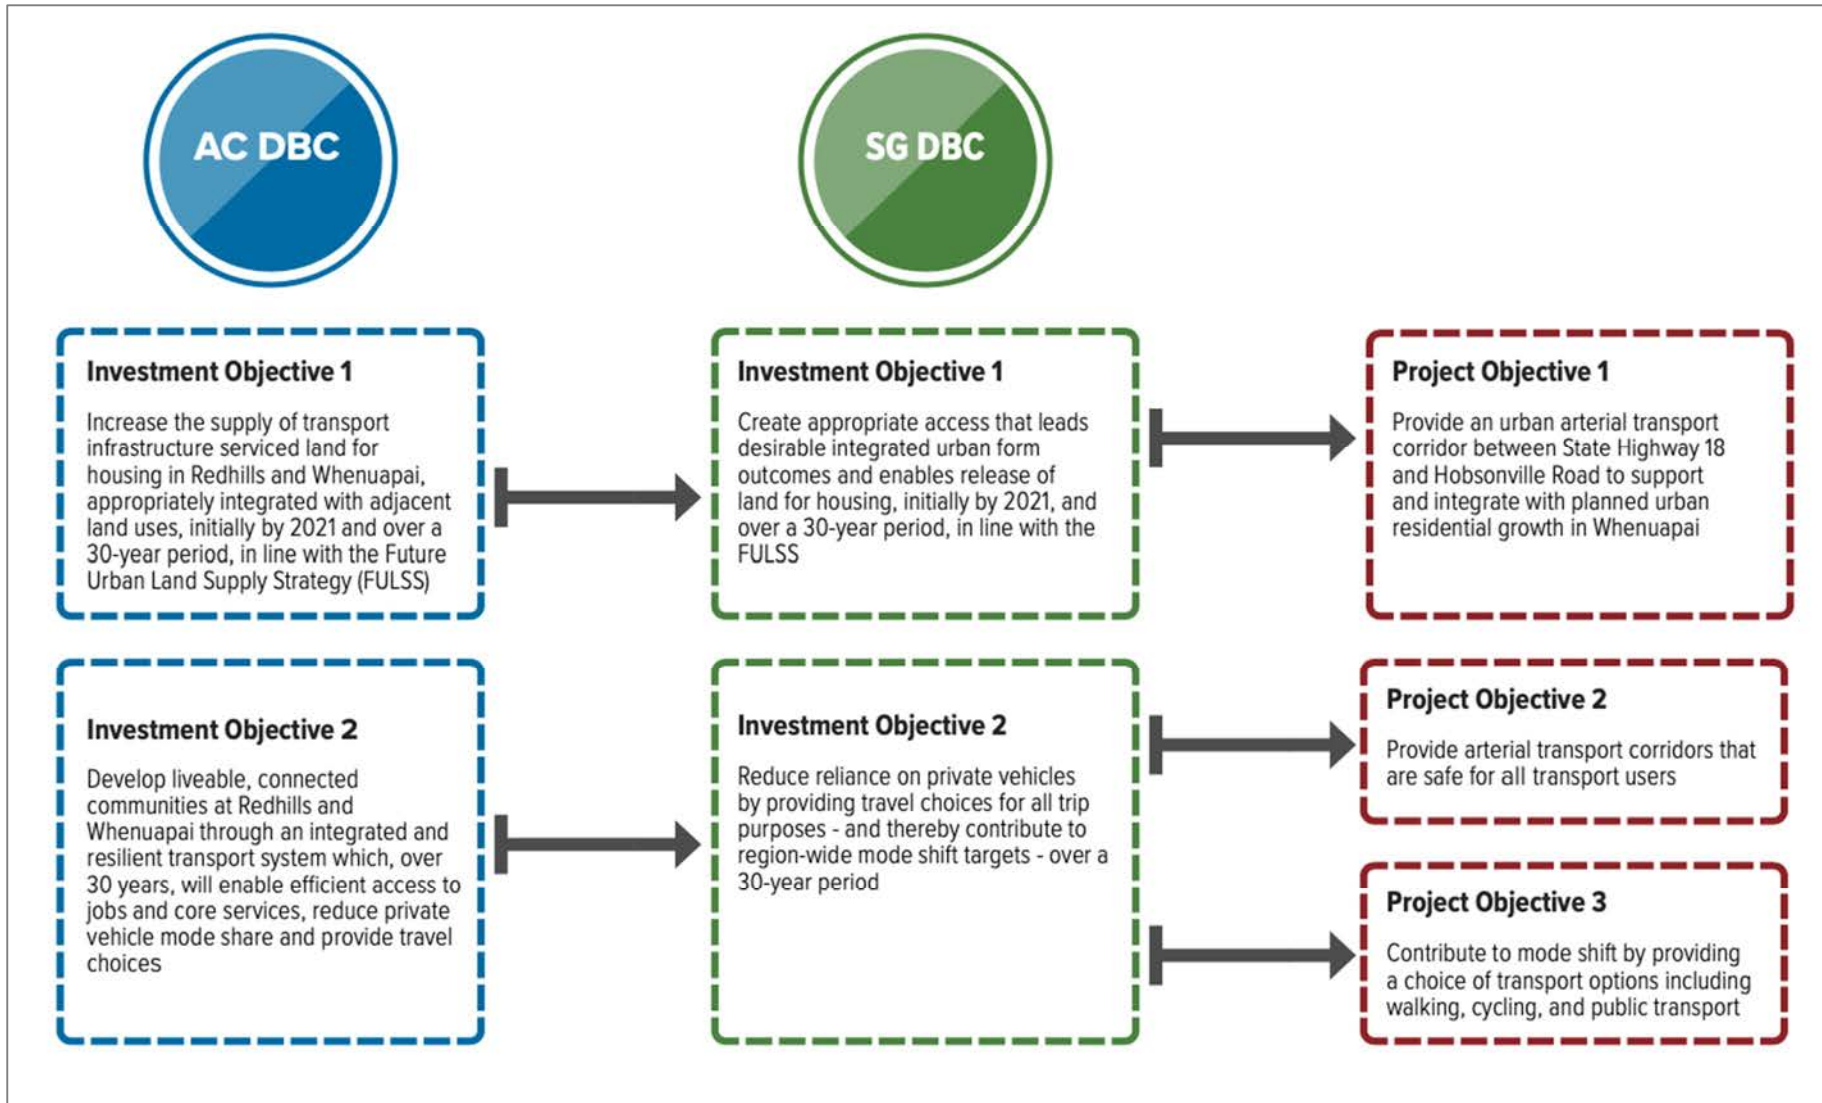 AC DBC
SG DBC
Investment Objective 1
Increase the supply of transport
infrastructure serviced land for
housing in Redhills and Whenuapai,
appropriately integrated with adjacent
land uses, initially by 2021 and over a
30-year period, in line with the Future
Urban Land Supply Strategy (FULSS)
Investment Objective 1
Create appropriate access that leads
desirable integrated urban form
outcomes and enables release of
land for housing, initially by 2021, and
over a 30-year period, in line with the
FULSS
Project Objective 1
Provide an urban arterial transport
corridor between State Highway 18
and Hobsonville Road to support
and integrate with planned urban
residential growth in Whenuapai
Investment Objective 2
Develop liveable, connected
communities at Redhills and
Whenuapai through an integrated and
resilient transport system which, over
30 years, will enable efficient access to
jobs and core services, reduce private
vehicle mode share and provide travel
choices
Investment Objective 2
Reduce reliance on private vehicles
by providing travel choices for all trip
purposes - and thereby contribute to
region-wide mode shift targets - over a
30-year period
Project Objective 2
Provide arterial transport corridors that
are safe for all transport users
Project Objective 3
Contribute to mode shift by providing
a choice of transport options including
walking, cycling, and public transport